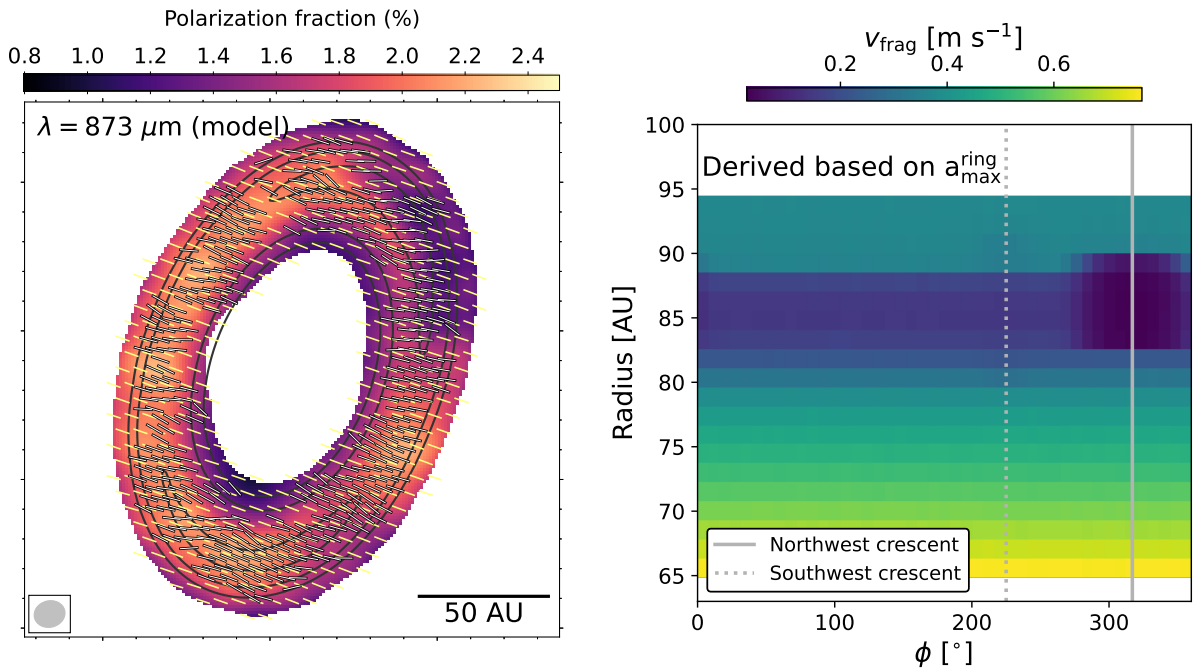 Polarization fraction (%)
0.8 1.0 1.2 1.4 1.6 1.8 2.0 2.2 2.4
λ = 873 μm (model)
50 AU
v_frag [m s⁻¹]
0.2 0.4 0.6
Derived based on a_max^ring
Radius [AU]
100
95
90
85
80
75
70
65
Northwest crescent
Southwest crescent
0 100 200 300
ϕ [°]